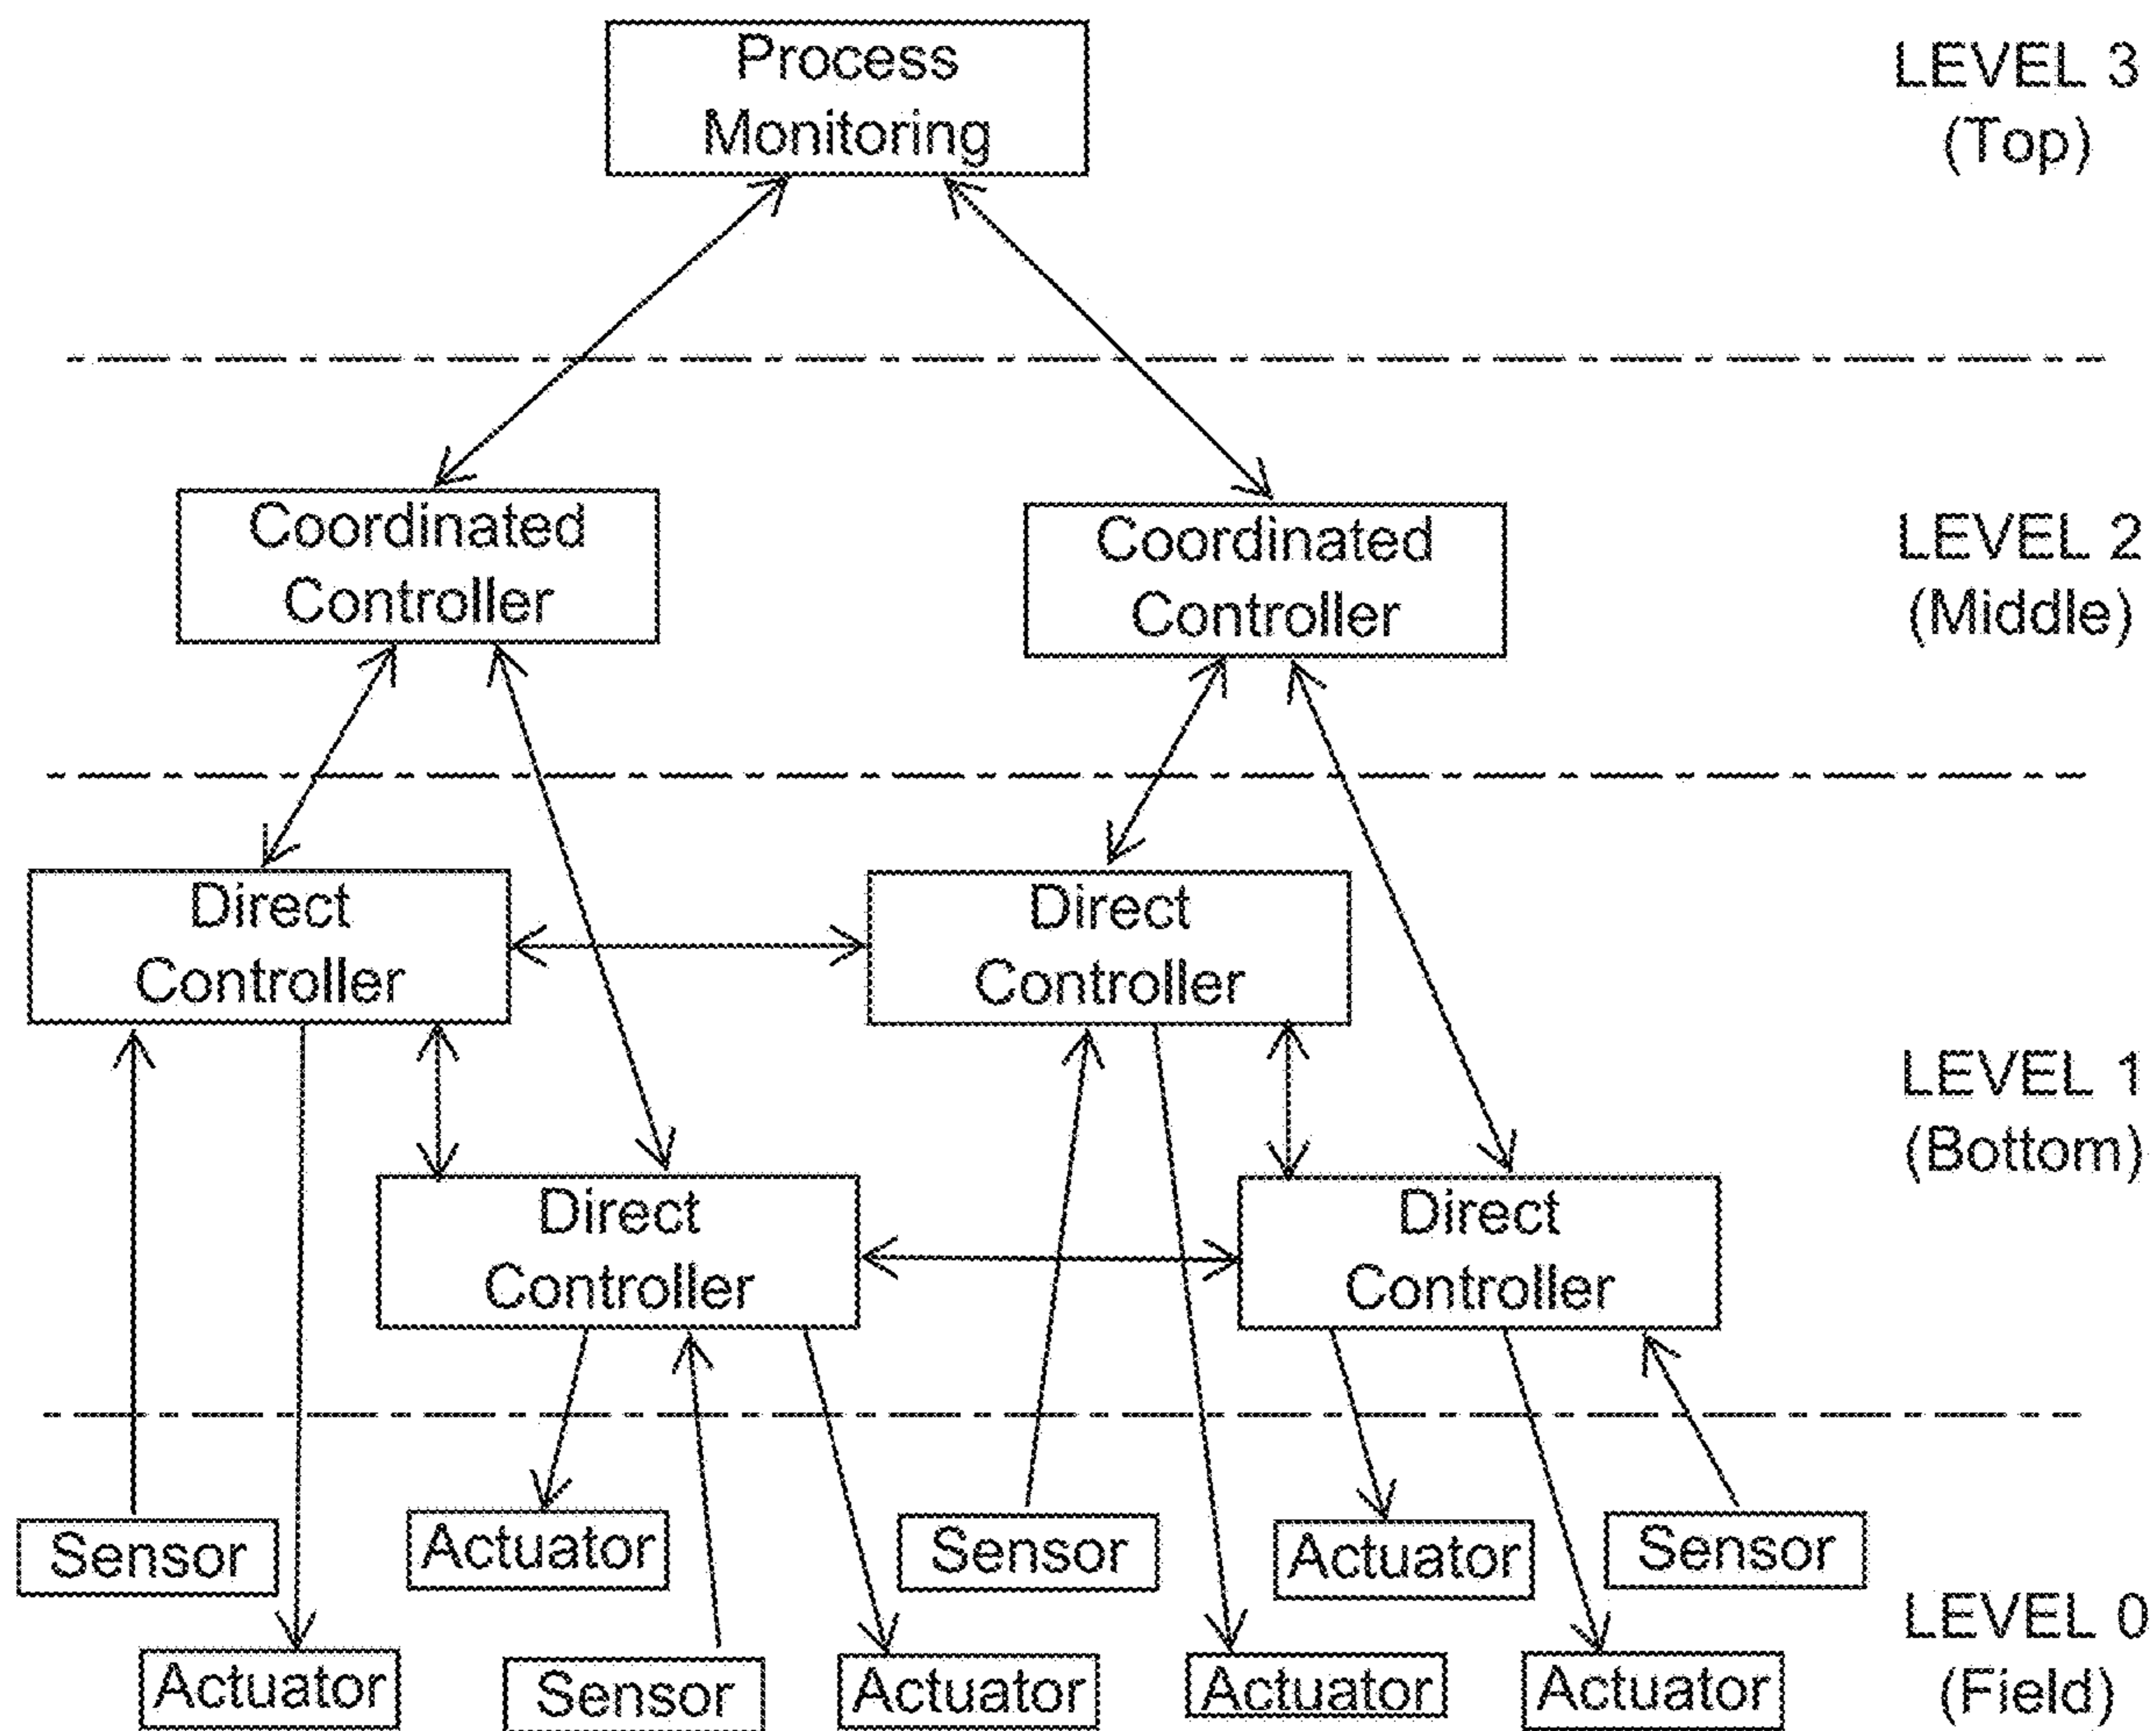 Process
Monitoring
LEVEL 3
(Top)
Coordinated
Controller
Coordinated
Controller
LEVEL 2
(Middle)
Direct
Controller
Direct
Controller
LEVEL 1
(Bottom)
Direct
Controller
Direct
Controller
Sensor
Actuator
Sensor
Actuator
Sensor
LEVEL 0
(Field)
Actuator
Sensor
Actuator
Actuator
Actuator